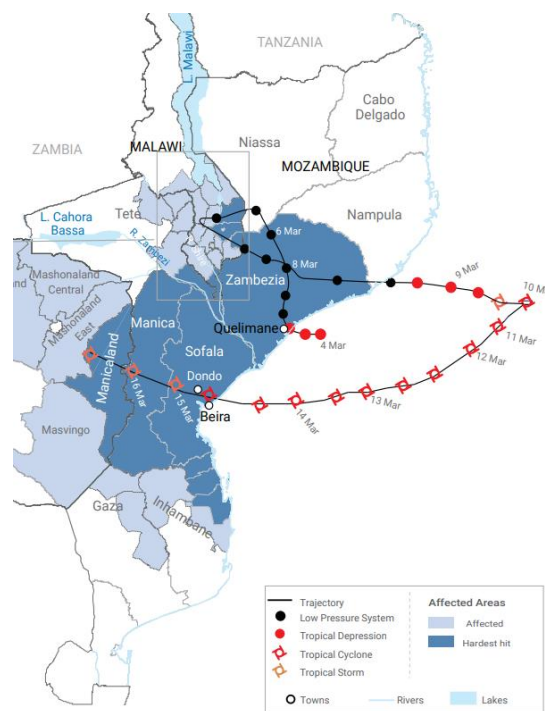 TANZANIA
L. Malawi
Cabo
Delgado
Niassa
MALAWI
ZAMBIA
MOZAMBIQUE
Nampula
Tete
L. Cahora
Bassa
R. Zambezi
6 Mar
8 Mar
9 Mar
10 Mar
Zambezia
Mashonaland
Central
Mashonaland
East
Manica
Quelimane
11 Mar
4 Mar
12 Mar
Sofala
Manicaland
Dondo
16 Mar
15 Mar
13 Mar
14 Mar
Beira
Masvingo
Gaza
Inhambane
Trajectory
Low Pressure System
Tropical Depression
Tropical Cyclone
Tropical Storm
Affected Areas
Affected
Hardest hit
Towns
Rivers
Lakes